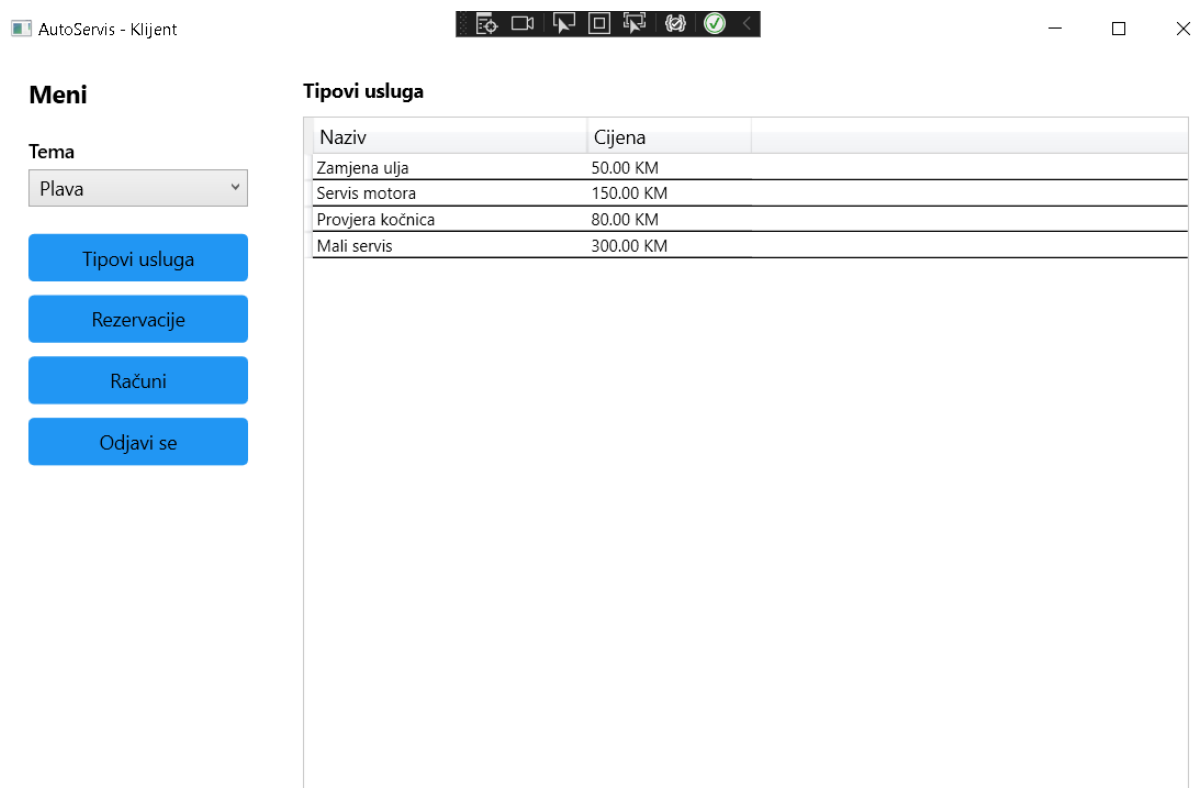 AutoServis - Klijent
Meni
Tema
Plava
Tipovi usluga
Rezervacije
Računi
Odjavi se
Tipovi usluga
Naziv Cijena
Zamjena ulja 50.00 KM
Servis motora 150.00 KM
Provjera kočnica 80.00 KM
Mali servis 300.00 KM